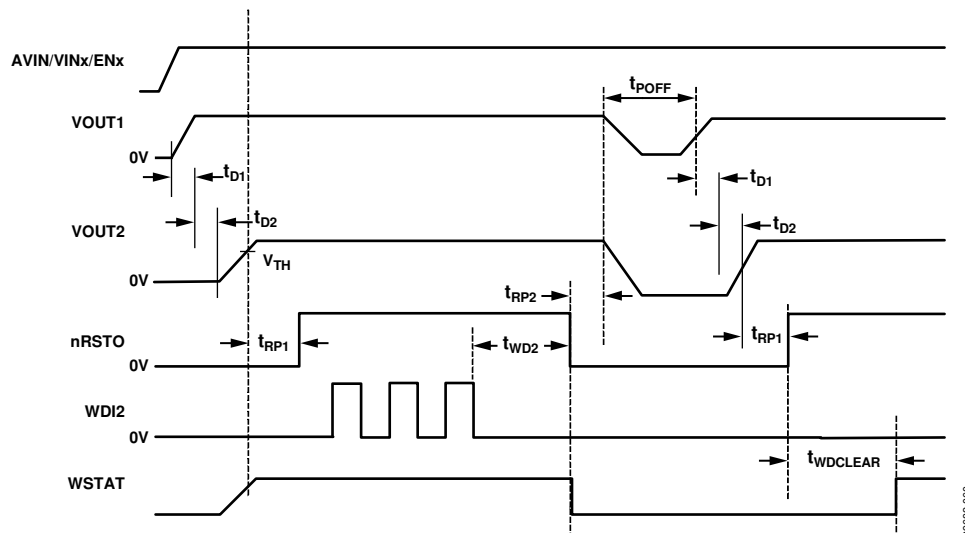 AVIN/VINx/ENx
tPOFF
VOUT1
0V
tD1
tD1
tD2
tD2
VOUT2
VTH
0V
tRP2
nRSTO
tRP1
tWD2
tRP1
0V
WDI2
0V
tWDCLEAR
WSTAT